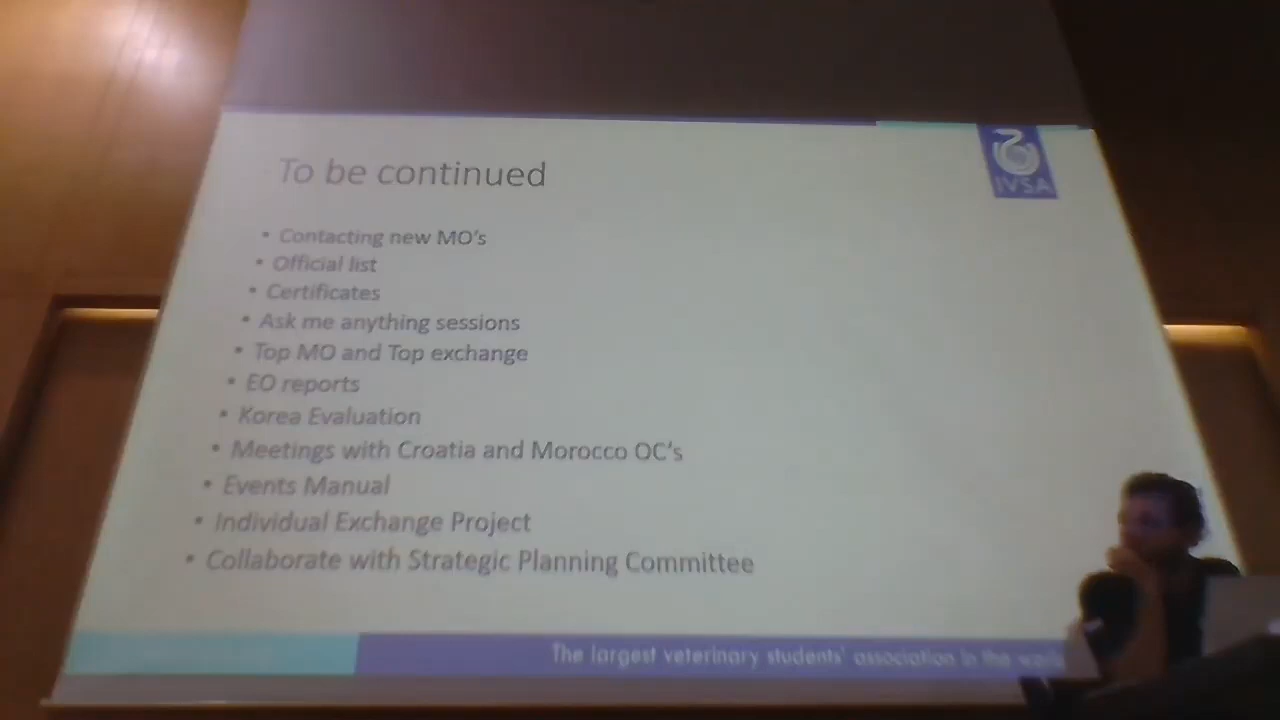 To be continued
IVSA
• Contacting new MO's
• Official list
• Certificates
• Ask me anything sessions
• Top MO and Top exchange
• EO reports
• Korea Evaluation
• Meetings with Croatia and Morocco OC's
• Events Manual
• Individual Exchange Project
• Collaborate with Strategic Planning Committee
The largest veterinary students' association in the